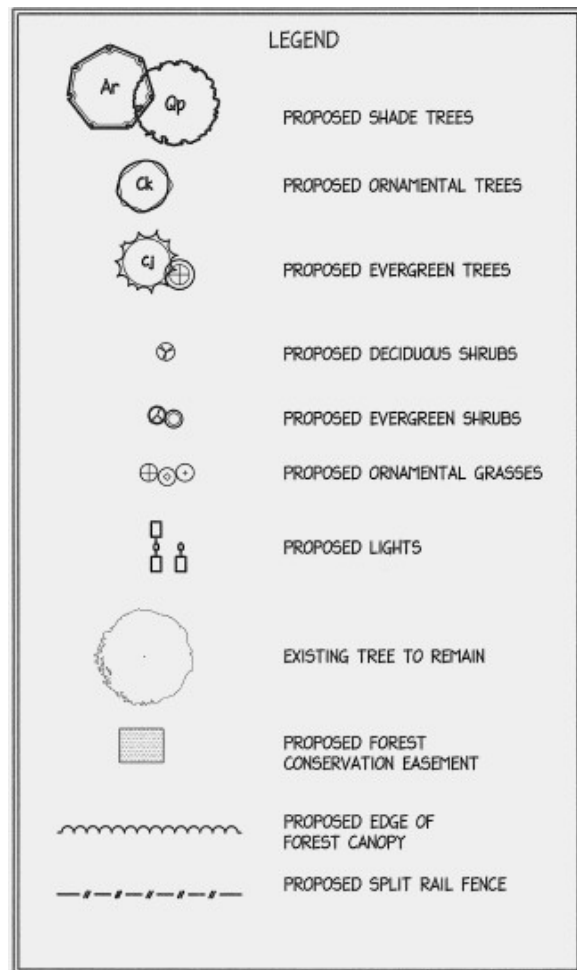 LEGEND
Ar
Qp
PROPOSED SHADE TREES
Ck
PROPOSED ORNAMENTAL TREES
CJ
PROPOSED EVERGREEN TREES
PROPOSED DECIDUOUS SHRUBS
PROPOSED EVERGREEN SHRUBS
PROPOSED ORNAMENTAL GRASSES
PROPOSED LIGHTS
EXISTING TREE TO REMAIN
PROPOSED FOREST
CONSERVATION EASEMENT
PROPOSED EDGE OF
FOREST CANOPY
PROPOSED SPLIT RAIL FENCE